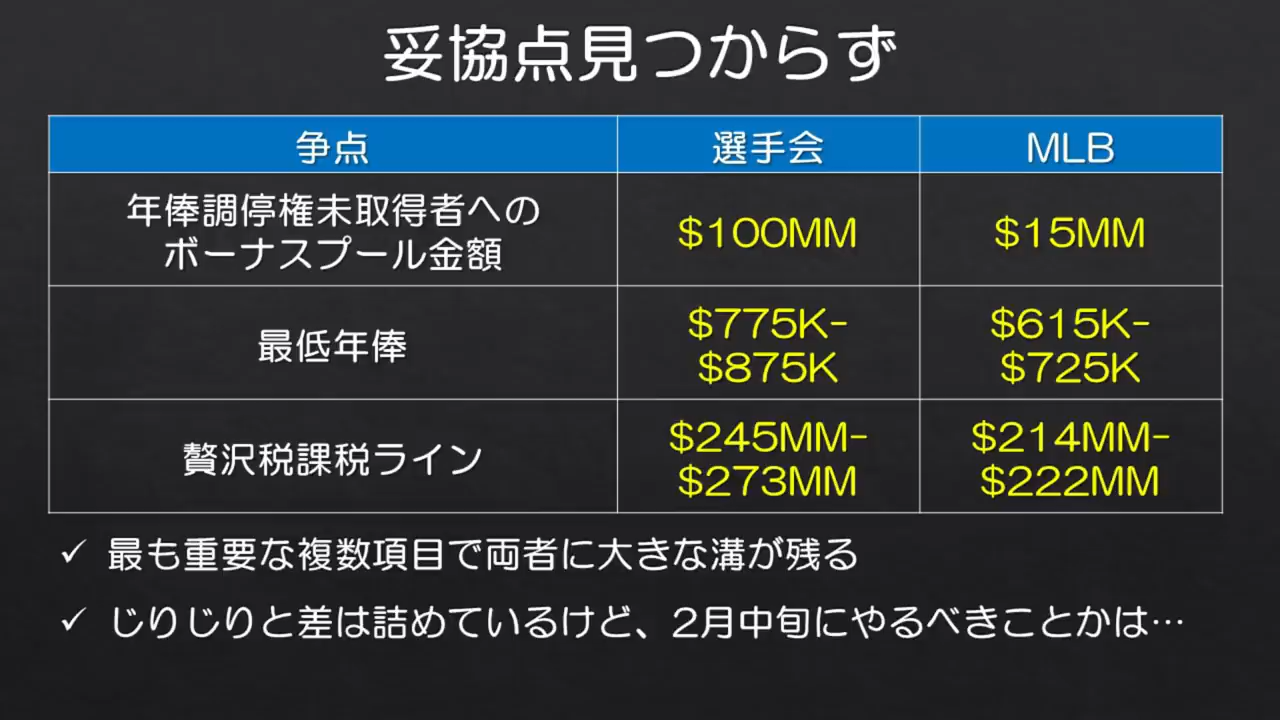 妥協点見つからず
争点 選手会 MLB
年俸調停権未取得者への
ボーナスプール金額
$100MM $15MM
最低年俸
$775K-
$875K
$615K-
$725K
贅沢税課税ライン
$245MM-
$273MM
$214MM-
$222MM
✓ 最も重要な複数項目で両者に大きな溝が残る
✓ じりじりと差は詰めているけど、2月中旬にやるべきことかは…